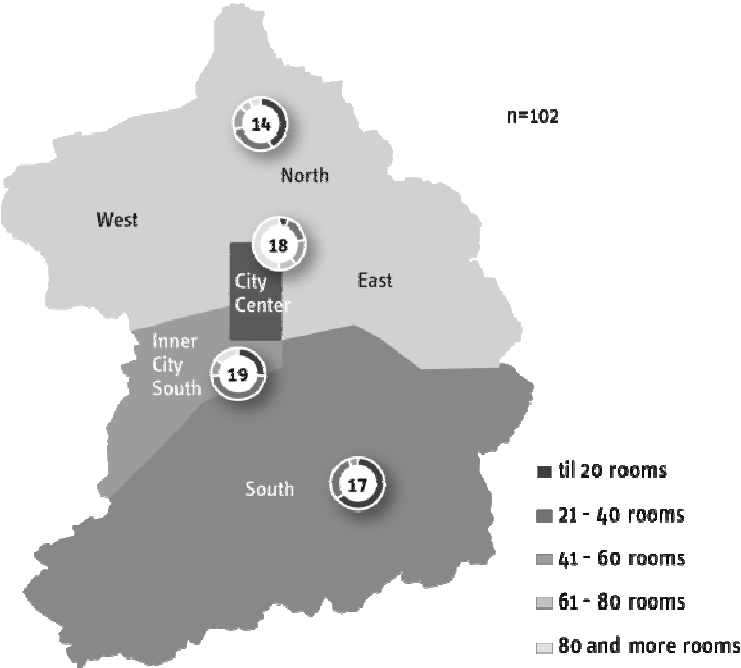 14
n=102
North
West
18
City
Center
East
Inner
City
South
19
South
17
til 20 rooms
21 - 40 rooms
41 - 60 rooms
61 - 80 rooms
80 and more rooms